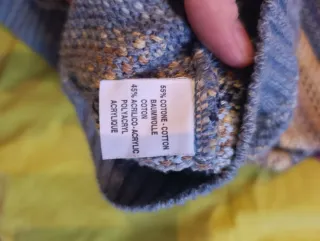 55% COTONE-COTTON
BAUMWOLLE
COTON
45% ACRILICO-ACRYLIC
POLYACRYL
ACRYLIQUE